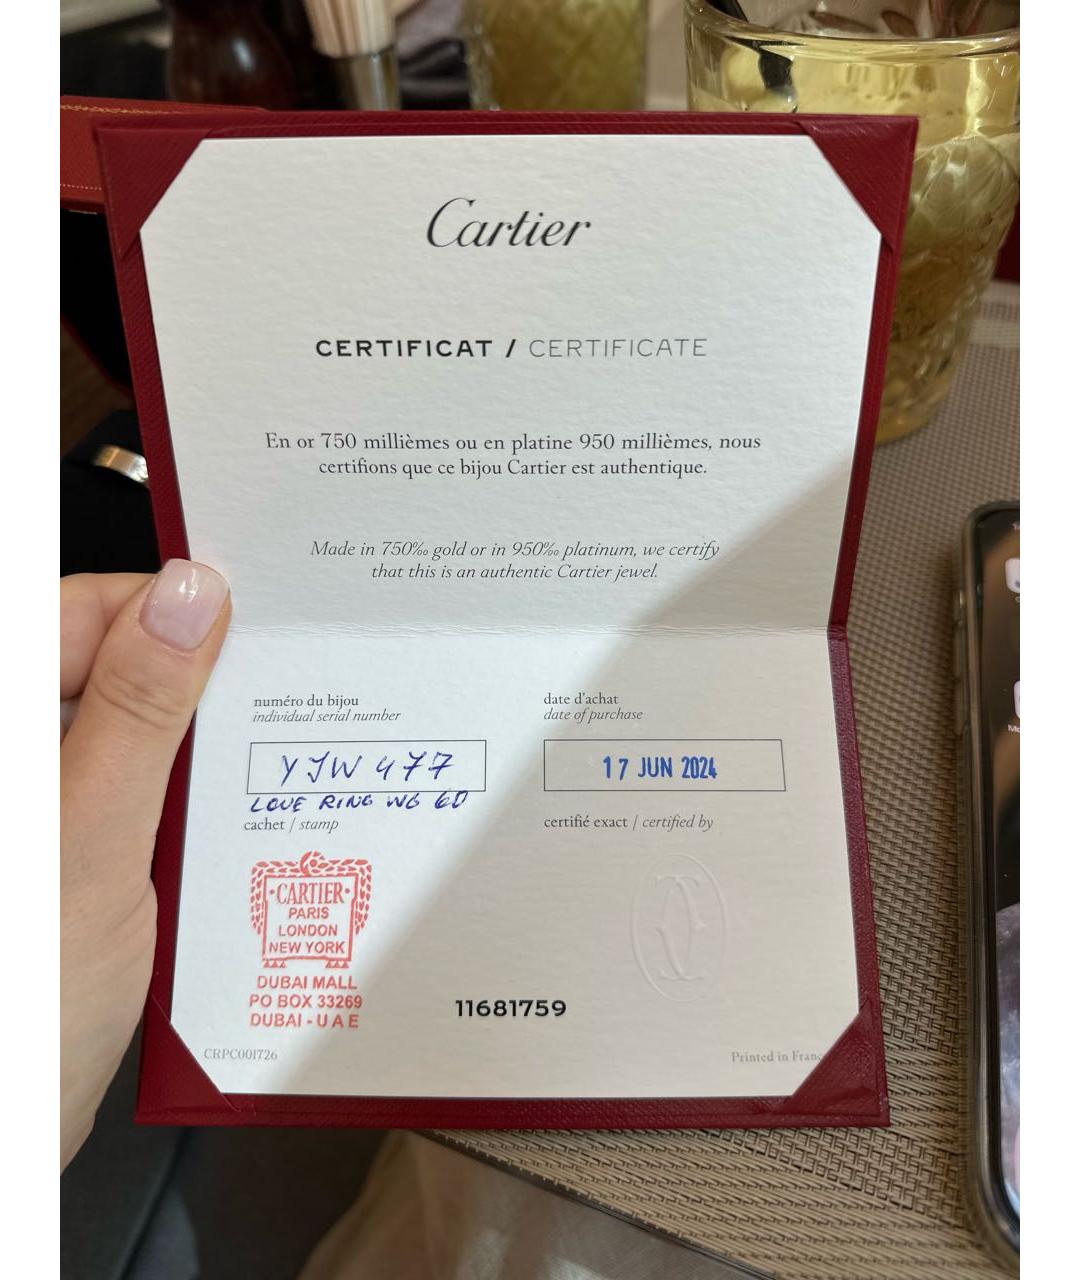 Cartier
CERTIFICAT / CERTIFICATE
En or 750 millièmes ou en platine 950 millièmes, nous
certifions que ce bijou Cartier est authentique.
Made in 750‰ gold or in 950‰ platinum, we certify
that this is an authentic Cartier jewel.
numéro du bijou
individual serial number
YJW 477
LOVE RING WG 6D
date d'achat
date of purchase
17 JUN 2024
cachet / stamp
certifié exact / certified by
·CARTIER·
PARIS
LONDON
NEW YORK
DUBAI MALL
PO BOX 33269
DUBAI - U A E
11681759
CRPC001726
Printed in Franc